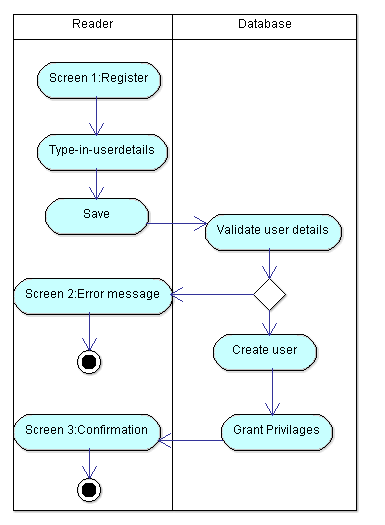 Reader
Database
Screen 1:Register
Type-in-userdetails
Save
Validate user details
Screen 2:Error message
Create user
Screen 3:Confirmation
Grant Privilages